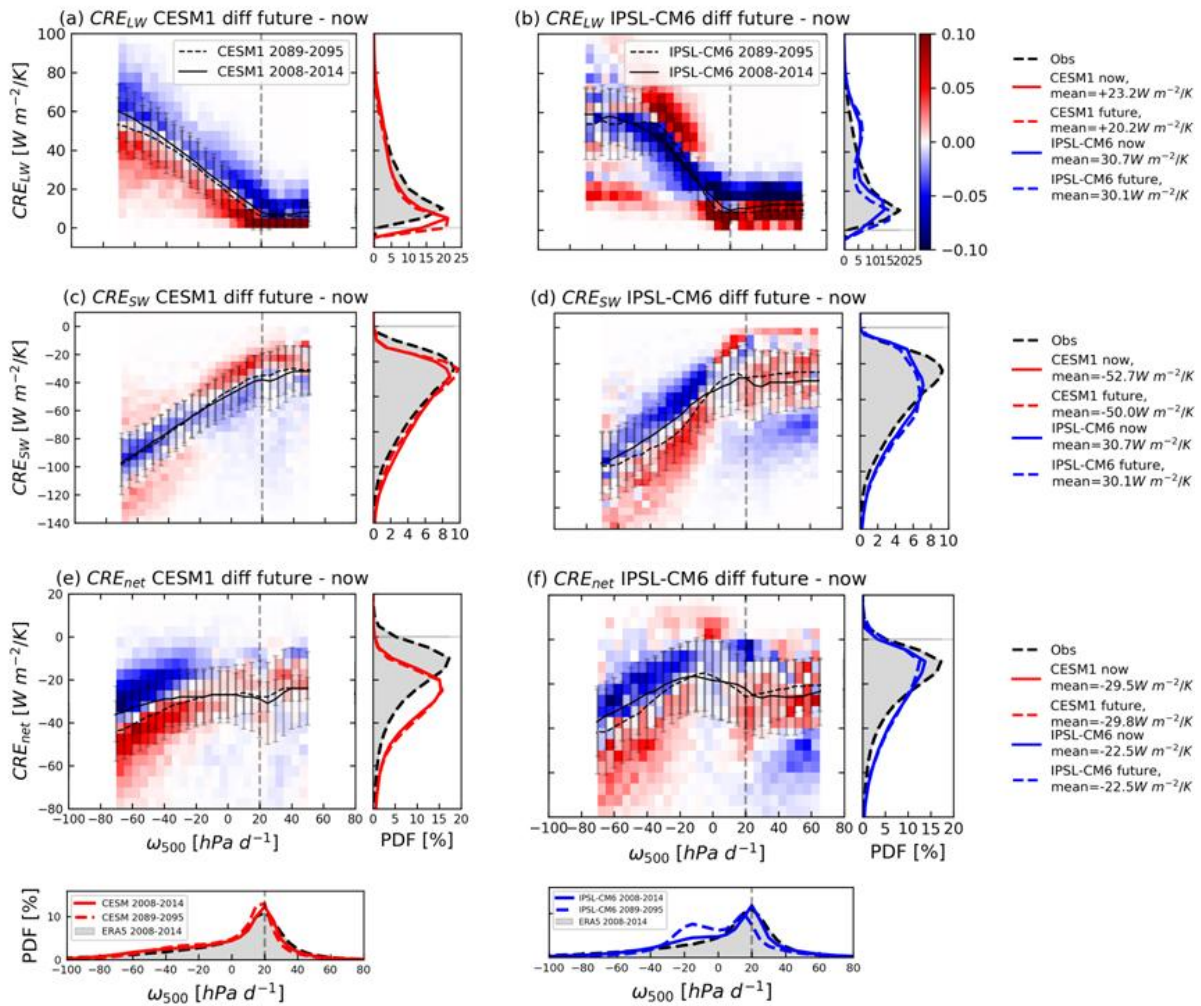 (a) CRE_LW CESM1 diff future - now
(b) CRE_LW IPSL-CM6 diff future - now
CRE_LW [W m⁻²/K]
100
80
60
40
20
0
CESM1 2089-2095
CESM1 2008-2014
0 5 10 15 20 25
IPSL-CM6 2089-2095
IPSL-CM6 2008-2014
0 5 10 15 20 25
0.10
0.05
0.00
−0.05
−0.10
Obs
CESM1 now,
mean=+23.2W m⁻²/K
CESM1 future,
mean=+20.2W m⁻²/K
IPSL-CM6 now
mean=30.7W m⁻²/K
IPSL-CM6 future,
mean=30.1W m⁻²/K
(c) CRE_SW CESM1 diff future - now
(d) CRE_SW IPSL-CM6 diff future - now
CRE_SW [W m⁻²/K]
0
−20
−40
−60
−80
−100
−120
−140
0 2 4 6 8 10
0 2 4 6 8 10
Obs
CESM1 now,
mean=-52.7W m⁻²/K
CESM1 future,
mean=-50.0W m⁻²/K
IPSL-CM6 now
mean=30.7W m⁻²/K
IPSL-CM6 future,
mean=30.1W m⁻²/K
(e) CRE_net CESM1 diff future - now
(f) CRE_net IPSL-CM6 diff future - now
CRE_net [W m⁻²/K]
20
0
−20
−40
−60
−80
−100 −80 −60 −40 −20 0 20 40 60 80
ω₅₀₀ [hPa d⁻¹]
0 5 10 15 20
PDF [%]
−100 −80 −60 −40 −20 0 20 40 60 80
ω₅₀₀ [hPa d⁻¹]
0 5 10 15 20
PDF [%]
Obs
CESM1 now
mean=-29.5W m⁻²/K
CESM1 future,
mean=-29.8W m⁻²/K
IPSL-CM6 now
mean=-22.5W m⁻²/K
IPSL-CM6 future,
mean=-22.5W m⁻²/K
PDF [%]
10
0
CESM 2008-2014
CESM 2089-2095
ERA5 2008-2014
−100 −80 −60 −40 −20 0 20 40 60 80
ω₅₀₀ [hPa d⁻¹]
IPSL-CM6 2008-2014
IPSL-CM6 2089-2095
ERA5 2008-2014
−100 −80 −60 −40 −20 0 20 40 60 80
ω₅₀₀ [hPa d⁻¹]